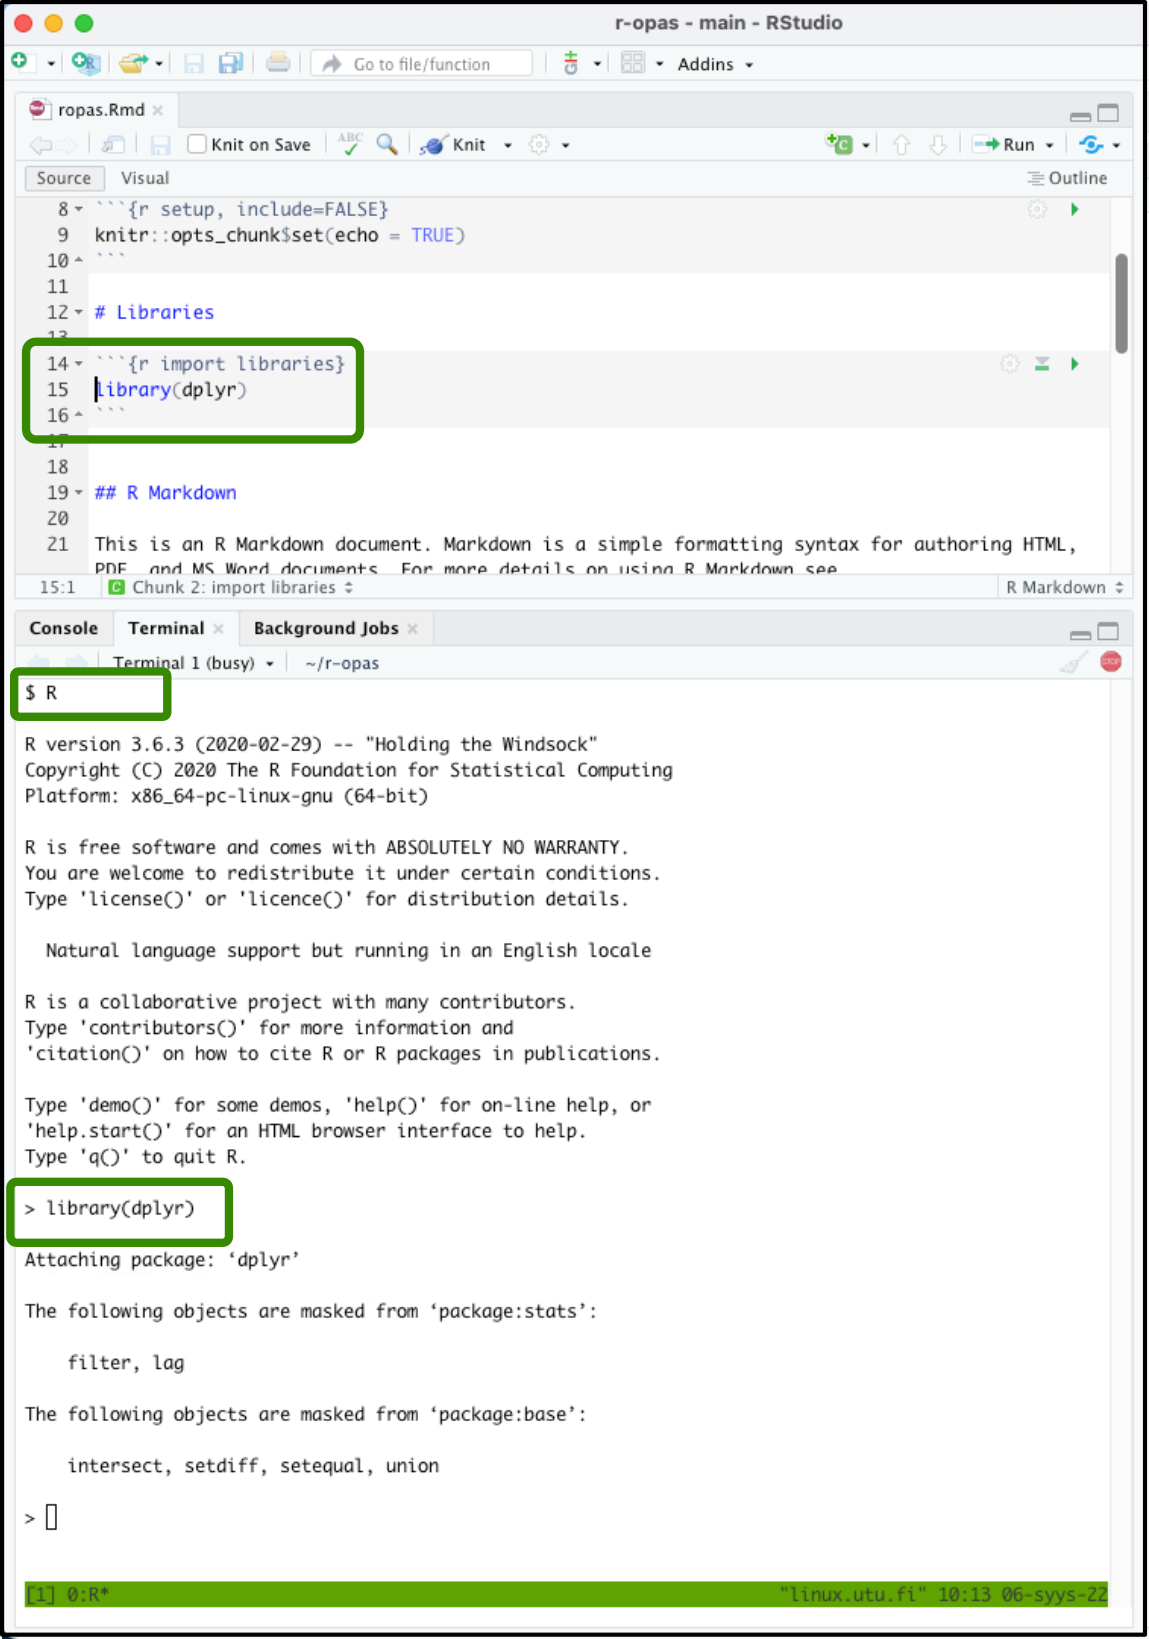 r-opas - main - RStudio
Go to file/function
Addins
ropas.Rmd
Knit on Save
ABC
Knit
Run
Source
Visual
Outline
8 ```{r setup, include=FALSE}
9 knitr::opts_chunk$set(echo = TRUE)
10 ```
11
12 # Libraries
13
14 ```{r import libraries}
15 library(dplyr)
16 ```
17
18
19 ## R Markdown
20
21 This is an R Markdown document. Markdown is a simple formatting syntax for authoring HTML,
PDF, and MS Word documents. For more details on using R Markdown see
15:1
Chunk 2: import libraries
R Markdown
Console
Terminal
Background Jobs
Terminal 1 (busy)
~/r-opas
STOP
$ R
R version 3.6.3 (2020-02-29) -- "Holding the Windsock"
Copyright (C) 2020 The R Foundation for Statistical Computing
Platform: x86_64-pc-linux-gnu (64-bit)
R is free software and comes with ABSOLUTELY NO WARRANTY.
You are welcome to redistribute it under certain conditions.
Type 'license()' or 'licence()' for distribution details.
Natural language support but running in an English locale
R is a collaborative project with many contributors.
Type 'contributors()' for more information and
'citation()' on how to cite R or R packages in publications.
Type 'demo()' for some demos, 'help()' for on-line help, or
'help.start()' for an HTML browser interface to help.
Type 'q()' to quit R.
> library(dplyr)
Attaching package: ‘dplyr’
The following objects are masked from ‘package:stats’:
filter, lag
The following objects are masked from ‘package:base’:
intersect, setdiff, setequal, union
>
[1] 0:R*
"linux.utu.fi" 10:13 06-syys-22